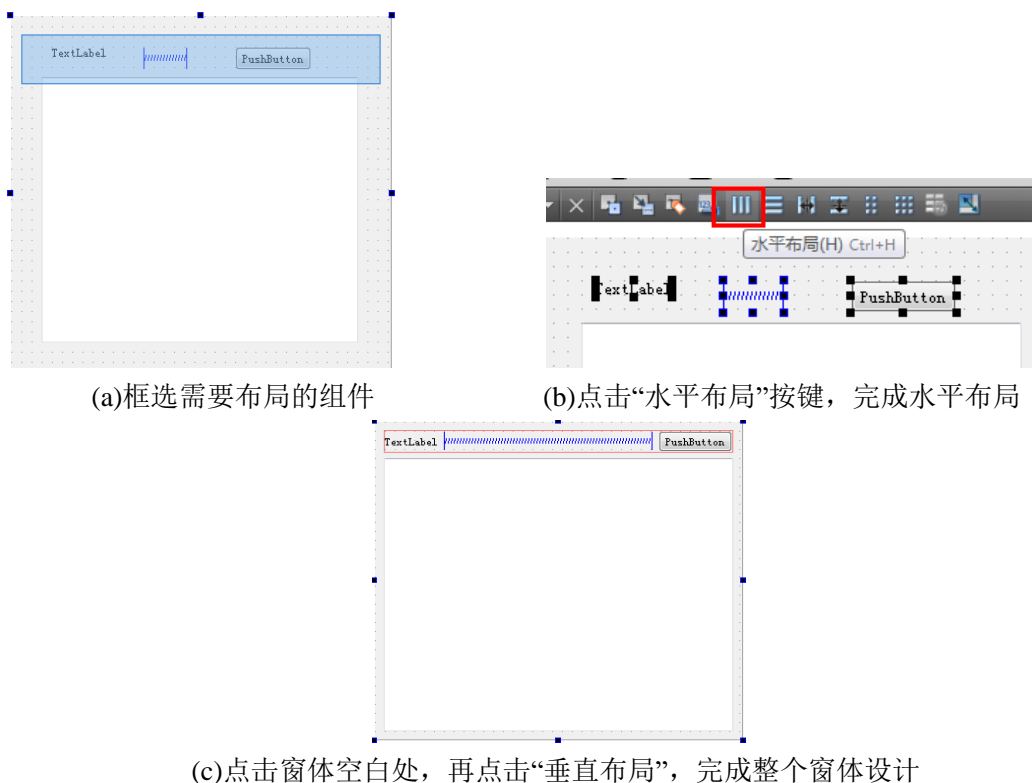 TextLabel PushButton
水平布局(H) Ctrl+H
TextLabel PushButton
(a)框选需要布局的组件 (b)点击“水平布局”按键，完成水平布局
TextLabel PushButton
(c)点击窗体空白处，再点击“垂直布局”，完成整个窗体设计